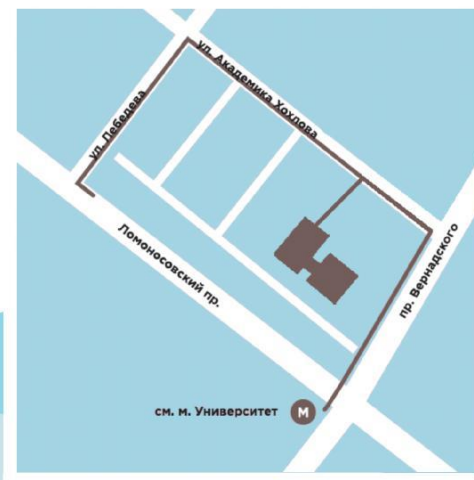 ул. Академика Хохлова
ул. Лебедева
Ломоносовский пр.
пр. Вернадского
см. м. Университет
М